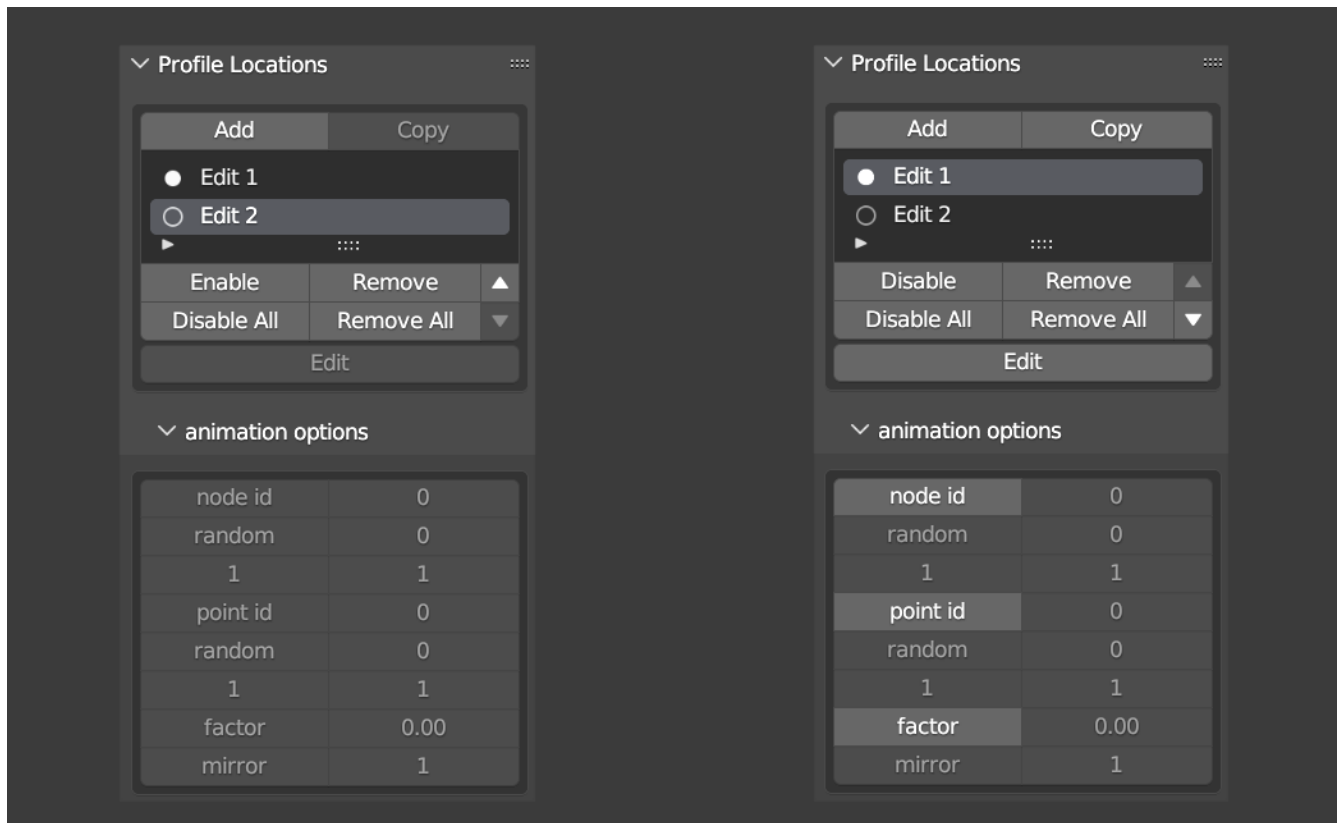 Profile Locations
Add Copy
Edit 1
Edit 2
Enable Remove
Disable All Remove All
Edit
animation options
node id 0
random 0
1 1
point id 0
random 0
1 1
factor 0.00
mirror 1
Profile Locations
Add Copy
Edit 1
Edit 2
Disable Remove
Disable All Remove All
Edit
animation options
node id 0
random 0
1 1
point id 0
random 0
1 1
factor 0.00
mirror 1